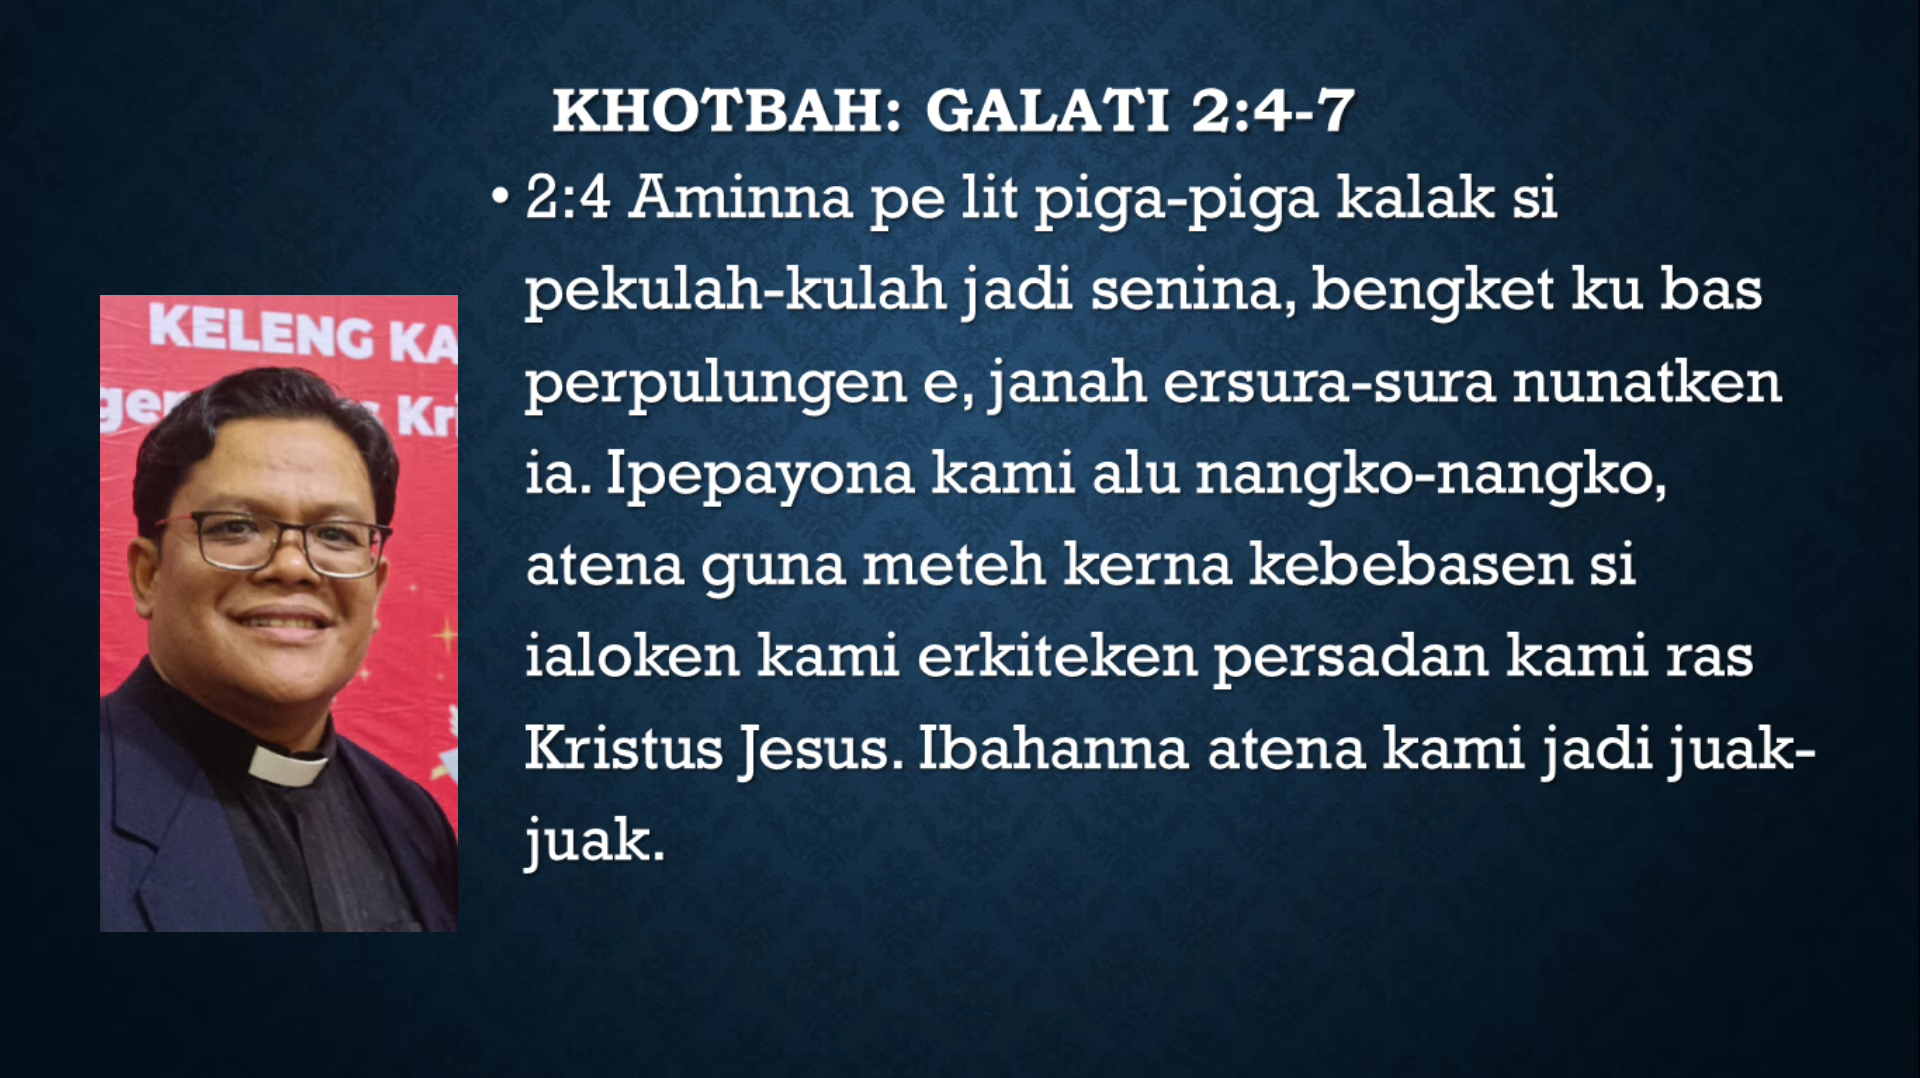 KHOTBAH: GALATI 2:4-7
• 2:4 Aminna pe lit piga-piga kalak si
pekulah-kulah jadi senina, bengket ku bas
perpulungen e, janah ersura-sura nunatken
ia. Ipepayona kami alu nangko-nangko,
atena guna meteh kerna kebebasen si
ialoken kami erkiteken persadan kami ras
Kristus Jesus. Ibahanna atena kami jadi juak-
juak.
KELENG KA
ger
Kr